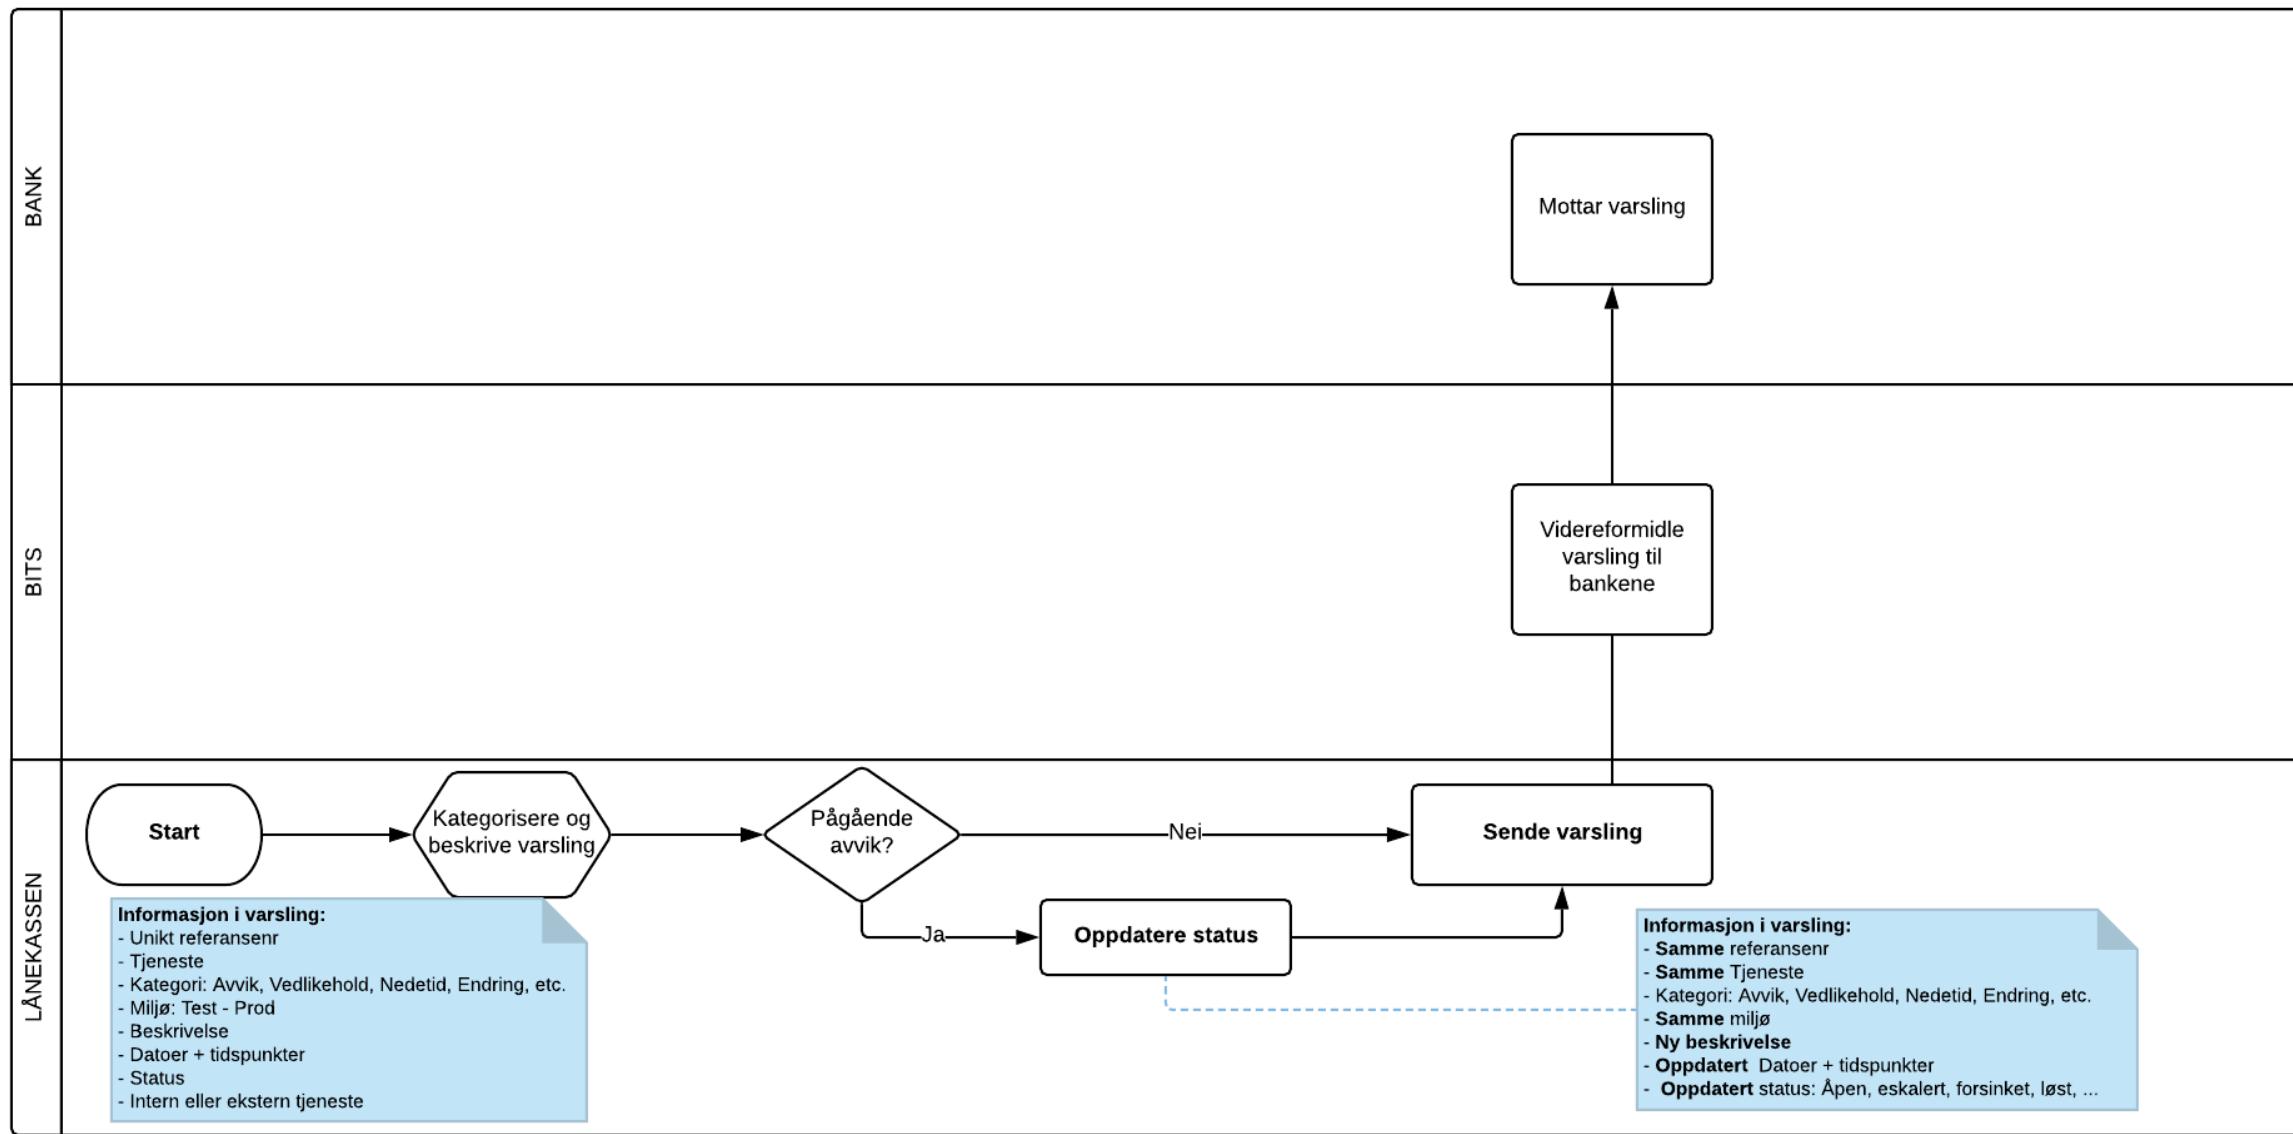 BANK
Mottar varsling
BITS
Videreformidle
varsling til
bankene
LÅNEKASSEN
Start
Kategorisere og
beskrive varsling
Pågående
avvik?
Nei
Sende varsling
Ja
Oppdatere status
Informasjon i varsling:
- Unikt referansenr
- Tjeneste
- Kategori: Avvik, Vedlikehold, Nedetid, Endring, etc.
- Miljø: Test - Prod
- Beskrivelse
- Datoer + tidspunkter
- Status
- Intern eller ekstern tjeneste
Informasjon i varsling:
- Samme referansenr
- Samme Tjeneste
- Kategori: Avvik, Vedlikehold, Nedetid, Endring, etc.
- Samme miljø
- Ny beskrivelse
- Oppdatert  Datoer + tidspunkter
-  Oppdatert status: Åpen, eskalert, forsinket, løst, ...